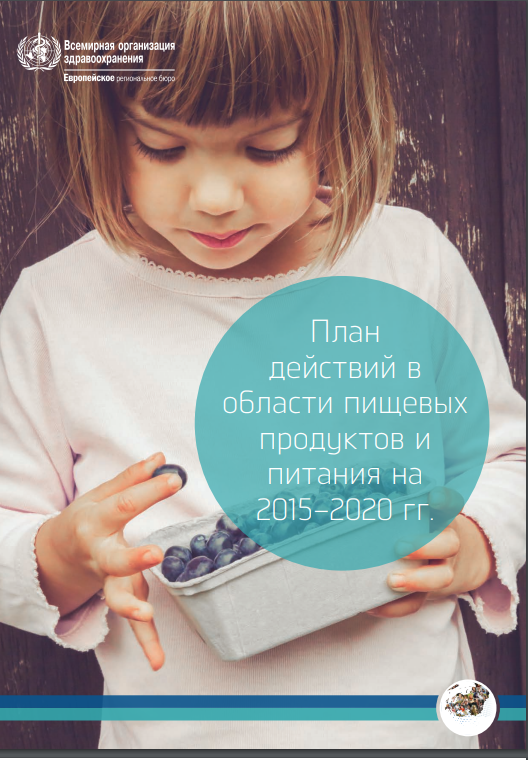 Всемирная организация
здравоохранения
Европейское региональное бюро
План
действий в
области пищевых
продуктов и
питания на
2015–2020 гг.